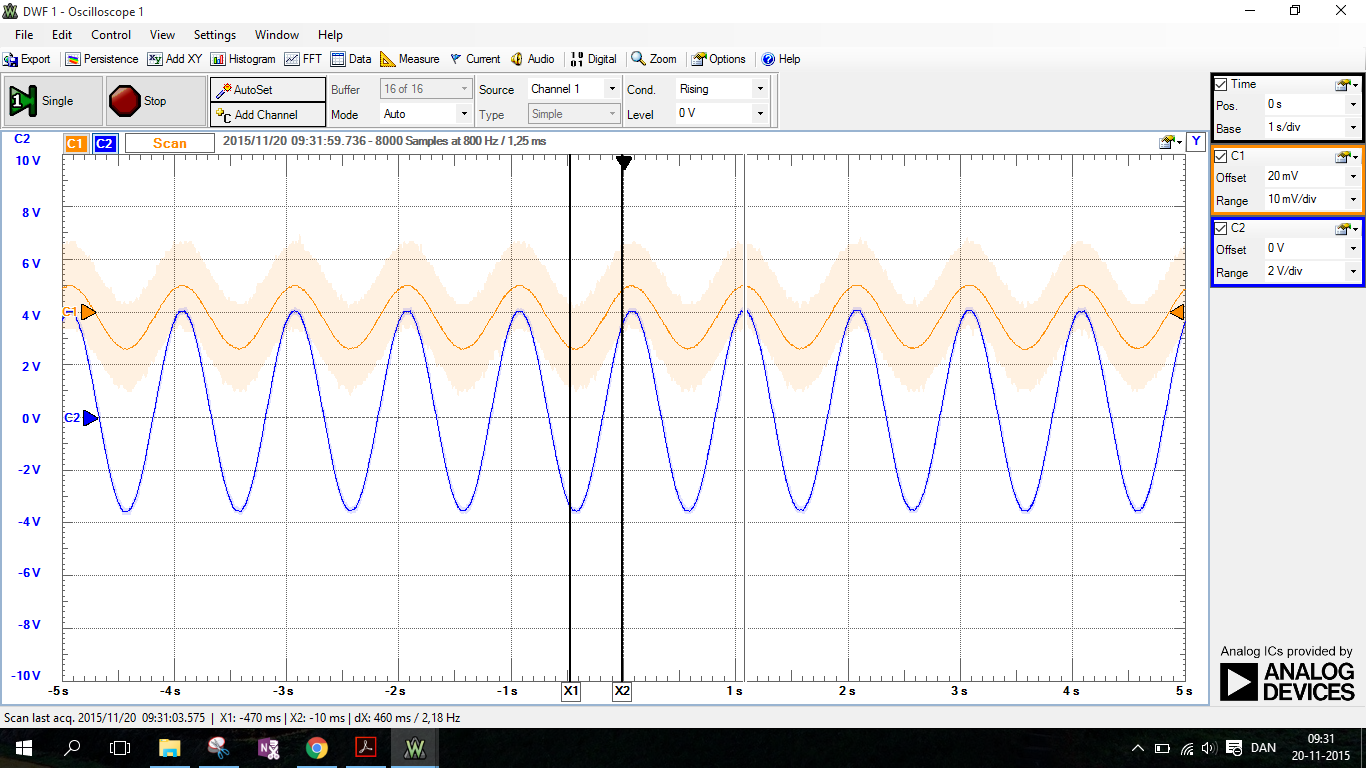 DWF 1 - Oscilloscope 1
File Edit Control View Settings Window Help
Export Persistence Add XY Histogram FFT Data Measure Current Audio Digital Zoom Options Help
Single Stop AutoSet Buffer 16 of 16 Source Channel 1 Cond. Rising
Add Channel Mode Auto Type Simple Level 0 V
Time
Pos. 0 s
Base 1 s/div
C1
Offset 20 mV
Range 10 mV/div
C2
Offset 0 V
Range 2 V/div
C2 C1 C2 Scan 2015/11/20 09:31:59.736 - 8000 Samples at 800 Hz / 1,25 ms Y
10 V
8 V
6 V
C1
4 V
2 V
C2
0 V
-2 V
-4 V
-6 V
-8 V
-10 V
-5 s -4 s -3 s -2 s -1 s X1 X2 1 s 2 s 3 s 4 s 5 s
Analog ICs provided by
ANALOG
DEVICES
Scan last acq. 2015/11/20 09:31:03.575 | X1: -470 ms | X2: -10 ms | dX: 460 ms / 2,18 Hz
DAN
09:31
20-11-2015